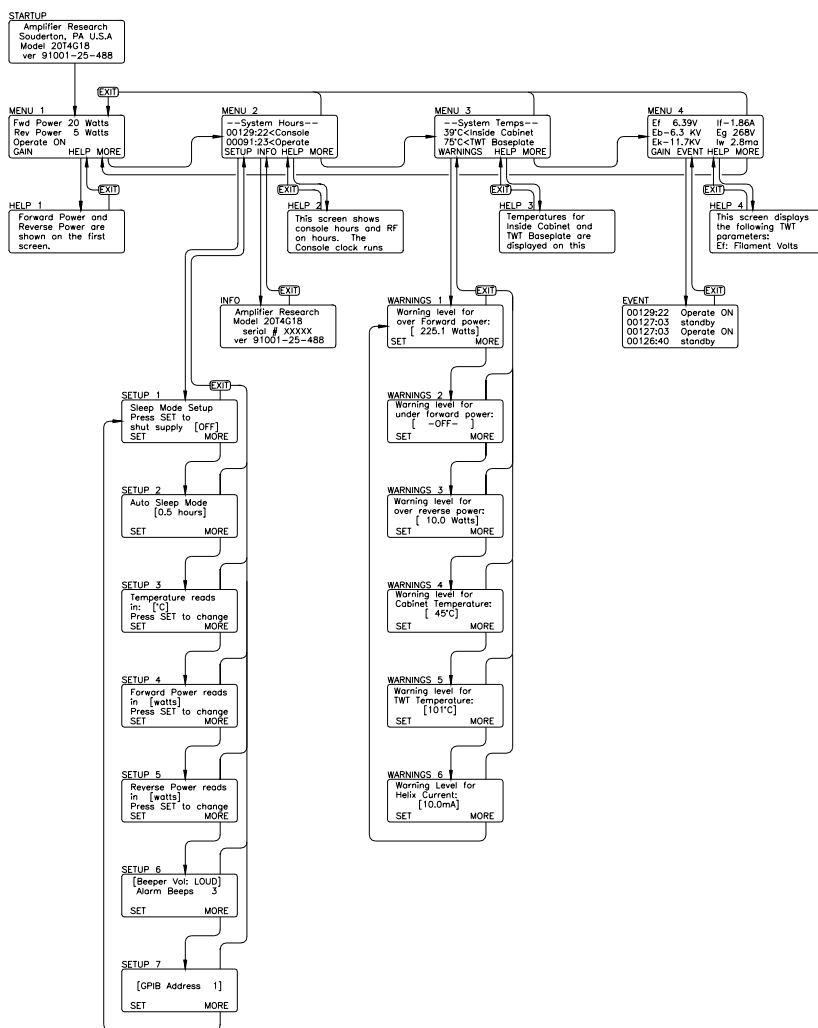 STARTUP
Amplifier Research
Souderton, PA U.S.A
Model 20T4G18
ver 91001-25-488
EXIT
MENU 1
Fwd Power 20 Watts
Rev Power 5 Watts
Operate ON
GAIN HELP MORE
MENU 2
--System Hours--
00129:22<Console
00091:23<Operate
SETUP INFO HELP MORE
MENU 3
--System Temps--
39°C<Inside Cabinet
75°C<TWT Baseplate
WARNINGS HELP MORE
MENU 4
Ef 6.39V If-1.86A
Eb-6.3 KV Eg 268V
Ek-11.7KV Iw 2.8ma
GAIN EVENT HELP MORE
EXIT
EXIT
EXIT
EXIT
HELP 1
Forward Power and
Reverse Power are
shown on the first
screen.
HELP 2
This screen shows
console hours and RF
on hours. The
Console clock runs
HELP 3
Temperatures for
Inside Cabinet and
TWT Baseplate are
displayed on this
HELP 4
This screen displays
the following TWT
parameters:
Ef: Filament Volts
EXIT
EXIT
EXIT
INFO
Amplifier Research
Model 20T4G18
serial # XXXXX
ver 91001-25-488
WARNINGS 1
Warning level for
over Forward power:
[ 225.1 Watts]
SET MORE
EVENT
00129:22 Operate ON
00127:03 standby
00127:03 Operate ON
00126:40 standby
EXIT
SETUP 1
Sleep Mode Setup
Press SET to
shut supply [OFF]
SET MORE
WARNINGS 2
Warning level for
under forward power:
[ -OFF- ]
SET MORE
SETUP 2
Auto Sleep Mode
[0.5 hours]
SET MORE
WARNINGS 3
Warning level for
over reverse power:
[ 10.0 Watts]
SET MORE
SETUP 3
Temperature reads
in: [°C]
Press SET to change
SET MORE
WARNINGS 4
Warning level for
Cabinet Temperature:
[ 45°C]
SET MORE
SETUP 4
Forward Power reads
in [watts]
Press SET to change
SET MORE
WARNINGS 5
Warning level for
TWT Temperature:
[101°C]
SET MORE
SETUP 5
Reverse Power reads
in [watts]
Press SET to change
SET MORE
WARNINGS 6
Warning Level for
Helix Current:
[10.0mA]
SET MORE
SETUP 6
[Beeper Vol: LOUD]
Alarm Beeps 3
SET MORE
SETUP 7
[GPIB Address 1]
SET MORE